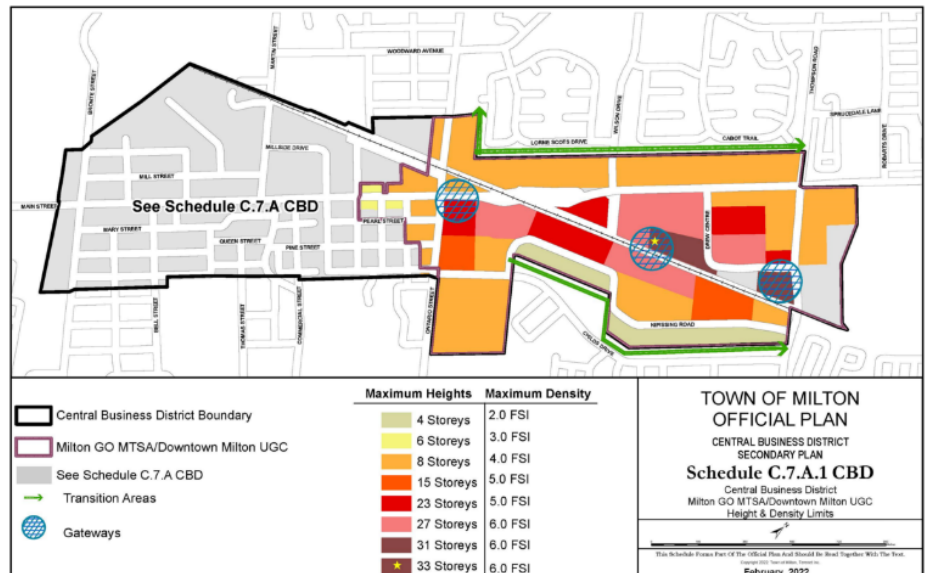 BRONTE STREET
MARTIN STREET
WOODWARD AVENUE
THOMPSON ROAD
WILSON DRIVE
SPRUCEDALE LANE
ROBARTS DRIVE
LORNE SCOTS DRIVE
CABOT TRAIL
MILLSIDE DRIVE
MILL STREET
MAIN STREET
See Schedule C.7.A CBD
PEARL STREET
MARY STREET
QUEEN STREET
PINE STREET
DREW CENTRE
BELL STREET
THOMAS STREET
COMMERCIAL STREET
ONTARIO STREET
NIPISSING ROAD
CHILDS DRIVE
Central Business District Boundary
Milton GO MTSA/Downtown Milton UGC
See Schedule C.7.A CBD
Transition Areas
Gateways
Maximum Heights Maximum Density
4 Storeys 2.0 FSI
6 Storeys 3.0 FSI
8 Storeys 4.0 FSI
15 Storeys 5.0 FSI
23 Storeys 5.0 FSI
27 Storeys 6.0 FSI
31 Storeys 6.0 FSI
33 Storeys 6.0 FSI
TOWN OF MILTON
OFFICIAL PLAN
CENTRAL BUSINESS DISTRICT
SECONDARY PLAN
Schedule C.7.A.1 CBD
Central Business District
Milton GO MTSA/Downtown Milton UGC
Height & Density Limits
This Schedule Forms Part Of The Official Plan And Should Be Read Together With The Text.
February, 2022